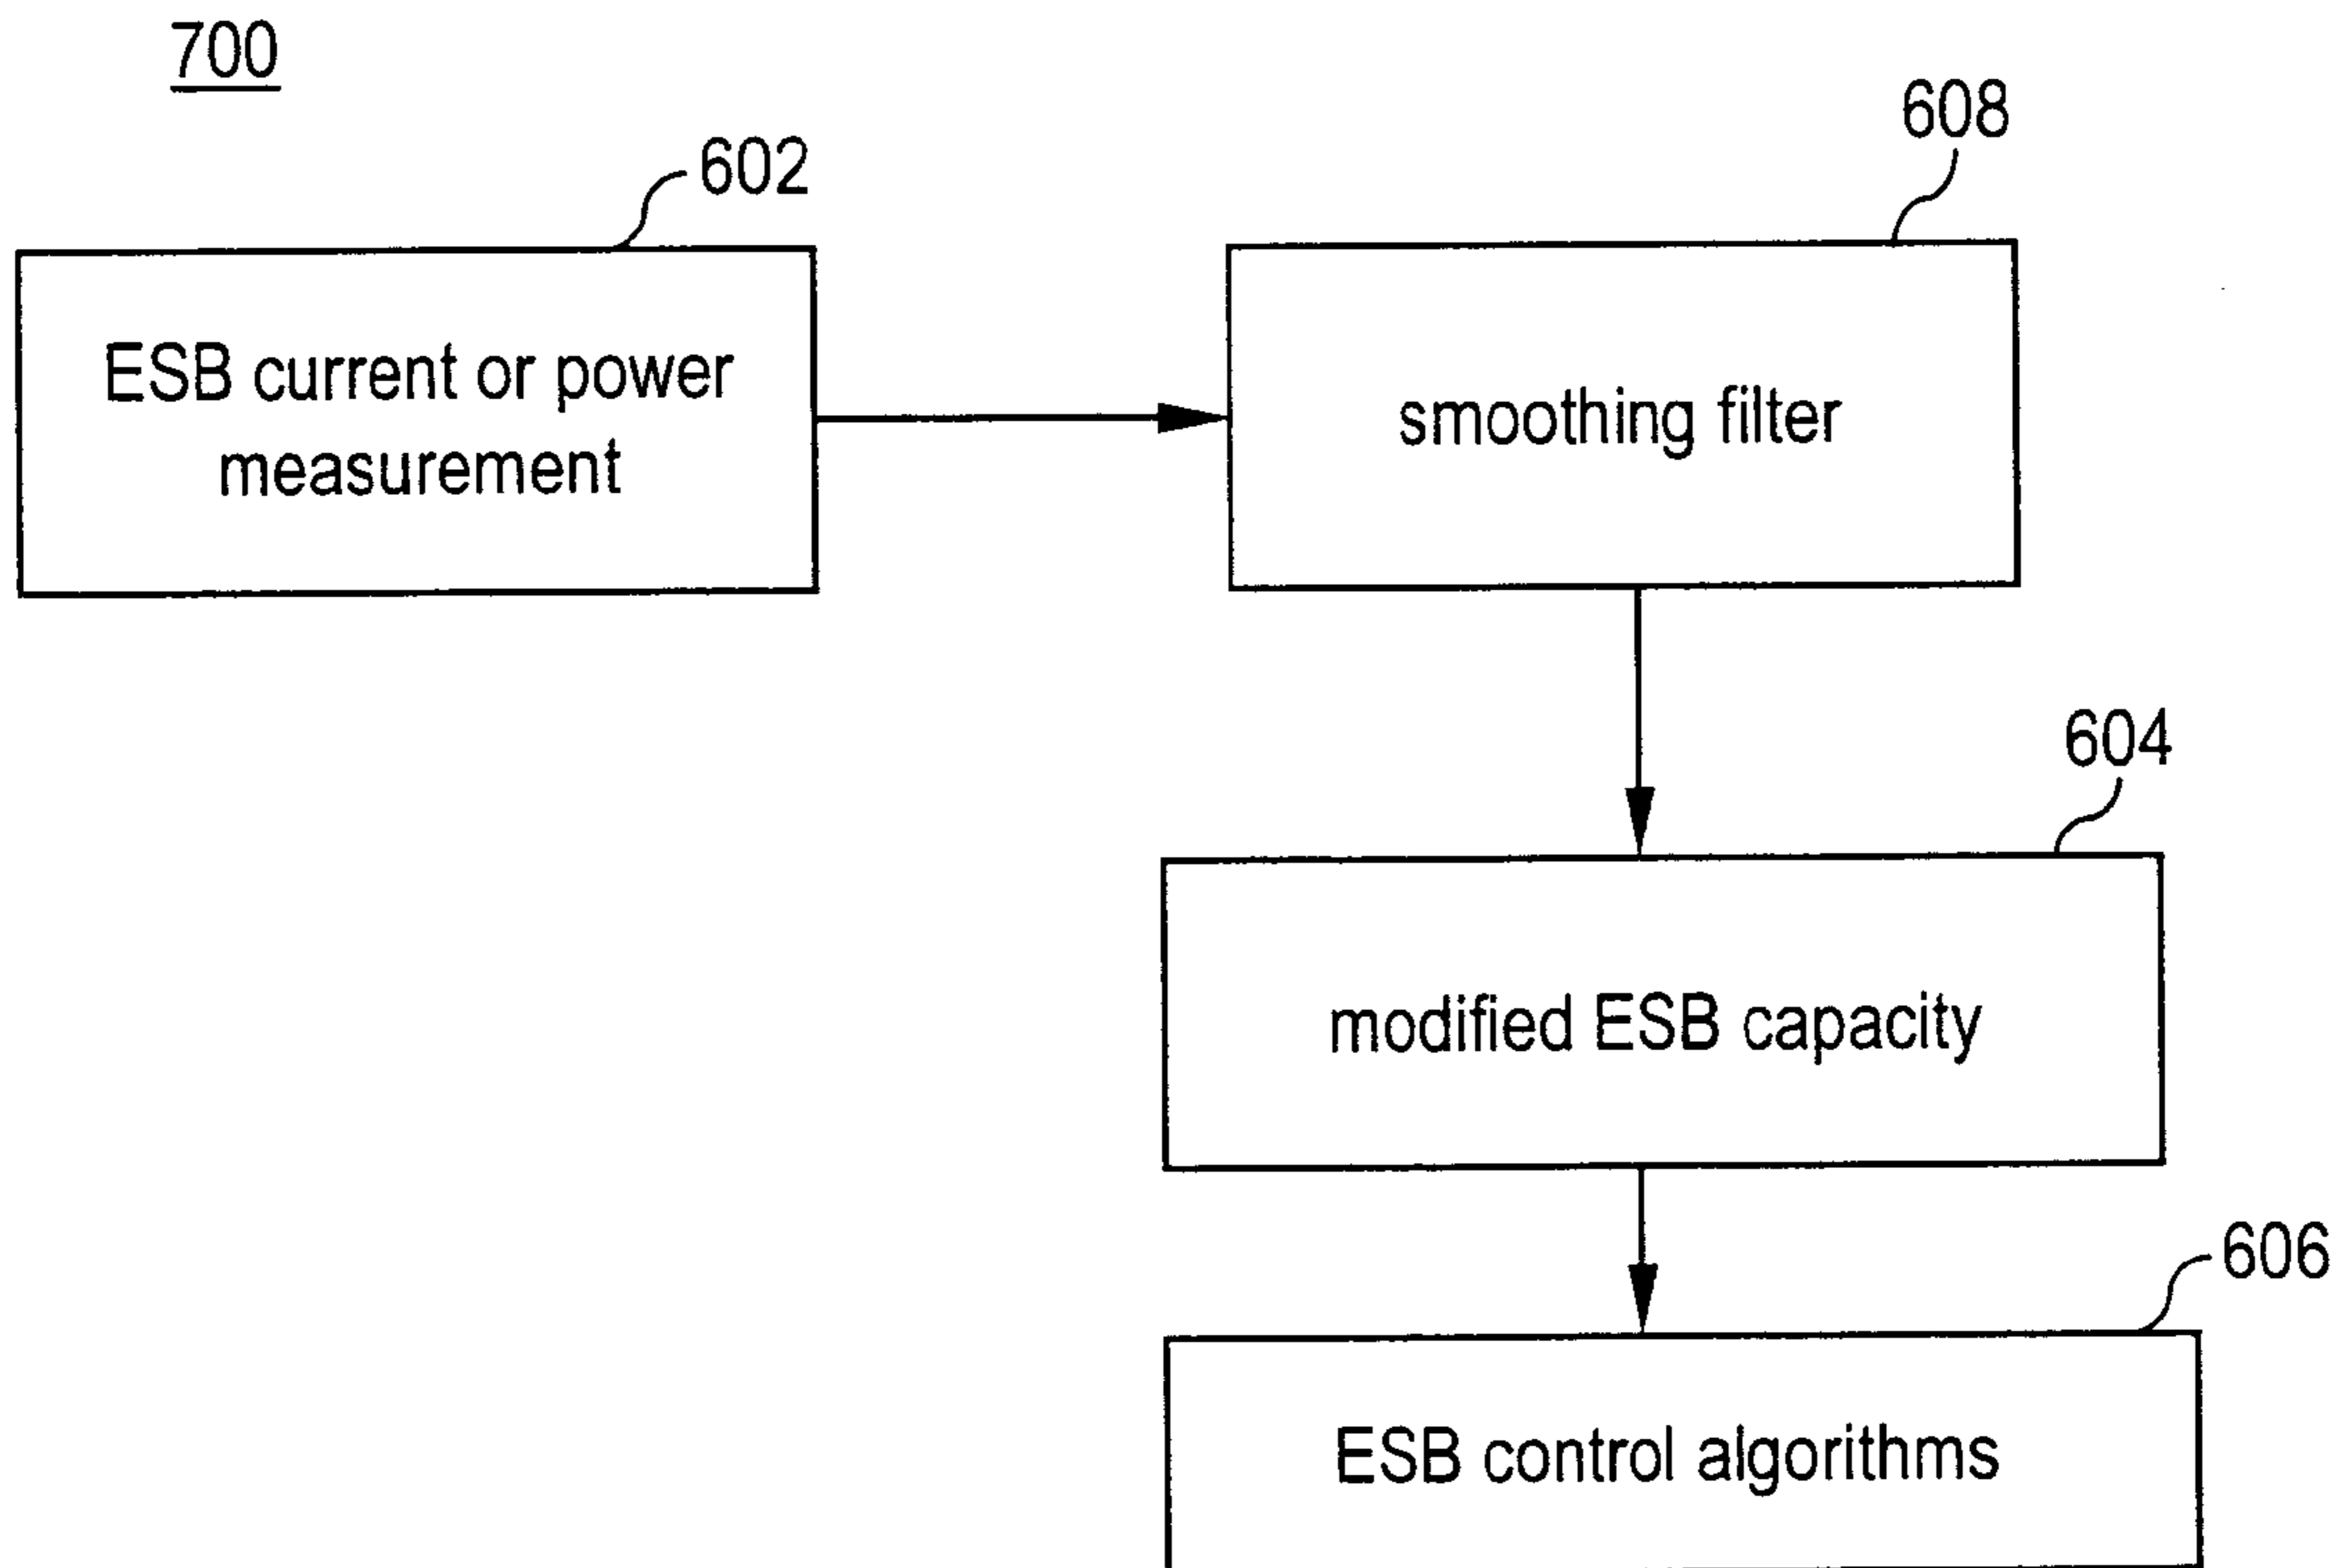 700
602
608
ESB current or power
measurement
smoothing filter
604
modified ESB capacity
606
ESB control algorithms